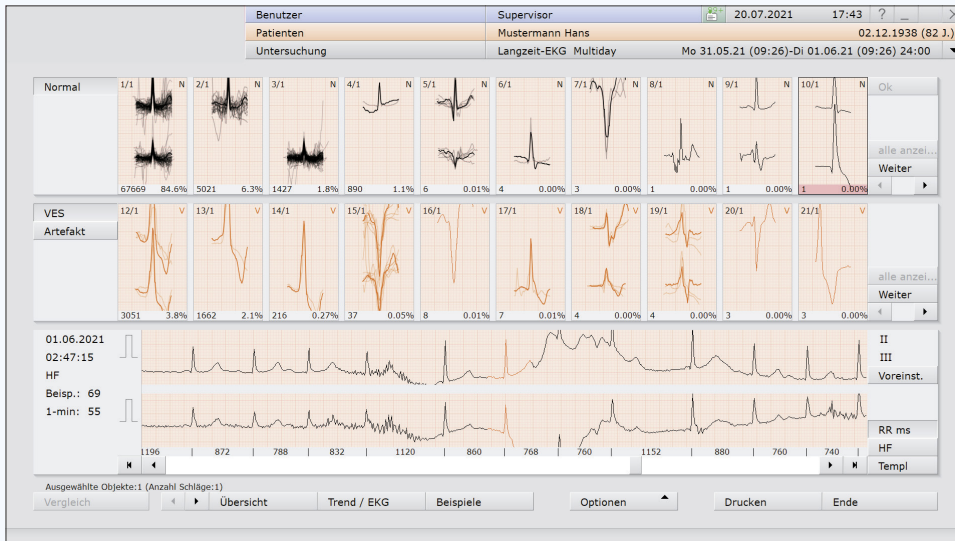 Benutzer Supervisor 99+ 20.07.2021 17:43 ?
Patienten Mustermann Hans 02.12.1938 (82 J.)
Untersuchung Langzeit-EKG Multiday Mo 31.05.21 (09:26)-Di 01.06.21 (09:26) 24:00
Normal 1/1 N 2/1 N 3/1 N 4/1 N 5/1 N 6/1 N 7/1 N 8/1 N 9/1 N 10/1 N Ok
alle anzei...
Weiter
67669 84.6% 5021 6.3% 1427 1.8% 890 1.1% 6 0.01% 4 0.00% 3 0.00% 1 0.00% 1 0.00% 1 0.00%
VES 12/1 V 13/1 V 14/1 V 15/1 V 16/1 V 17/1 V 18/1 V 19/1 V 20/1 V 21/1 V
Artefakt
alle anzei...
Weiter
3051 3.8% 1662 2.1% 216 0.27% 37 0.05% 8 0.01% 7 0.01% 4 0.00% 4 0.00% 3 0.00% 3 0.00%
01.06.2021 II
02:47:15 III
HF Voreinst.
Beisp.: 69
1-min: 55
RR ms
HF
1196 872 788 832 1120 860 768 760 1152 880 760 740
Templ
Ausgewählte Objekte:1 (Anzahl Schläge:1)
Vergleich Übersicht Trend / EKG Beispiele Optionen Drucken Ende